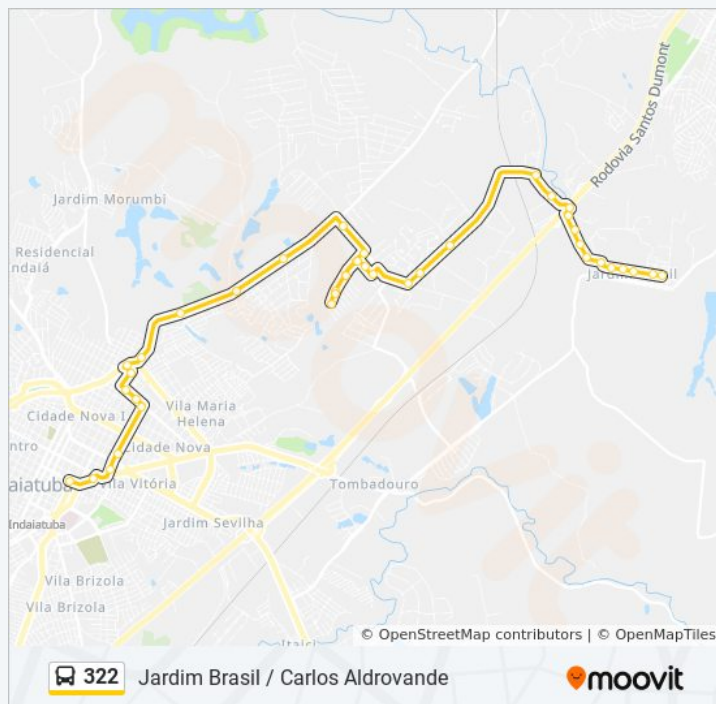 Rodovia Santos Dumont
Jardim Morumbi
Residencial
ndaiá
Jardim Brasil
Vila Maria
Helena
Cidade Nova I
entro
Cidade Nova
aiatuba
Vila Vitória
Tombadouro
Indaiatuba
Jardim Sevilha
Vila Brizola
Vila Brizola
Itaici
© OpenStreetMap contributors | © OpenMapTiles
322 Jardim Brasil / Carlos Aldrovande
moovit